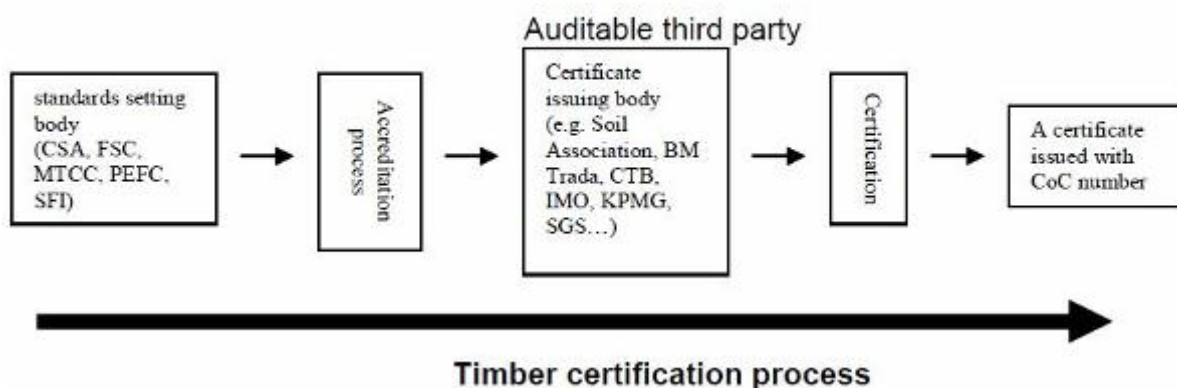 Auditable third party
standards setting
body
(CSA, FSC,
MTCC, PEFC,
SFI)
Accreditation
process
Certificate
issuing body
(e.g. Soil
Association, BM
Trada, CTB,
IMO, KPMG,
SGS…)
Certification
A certificate
issued with
CoC number
Timber certification process